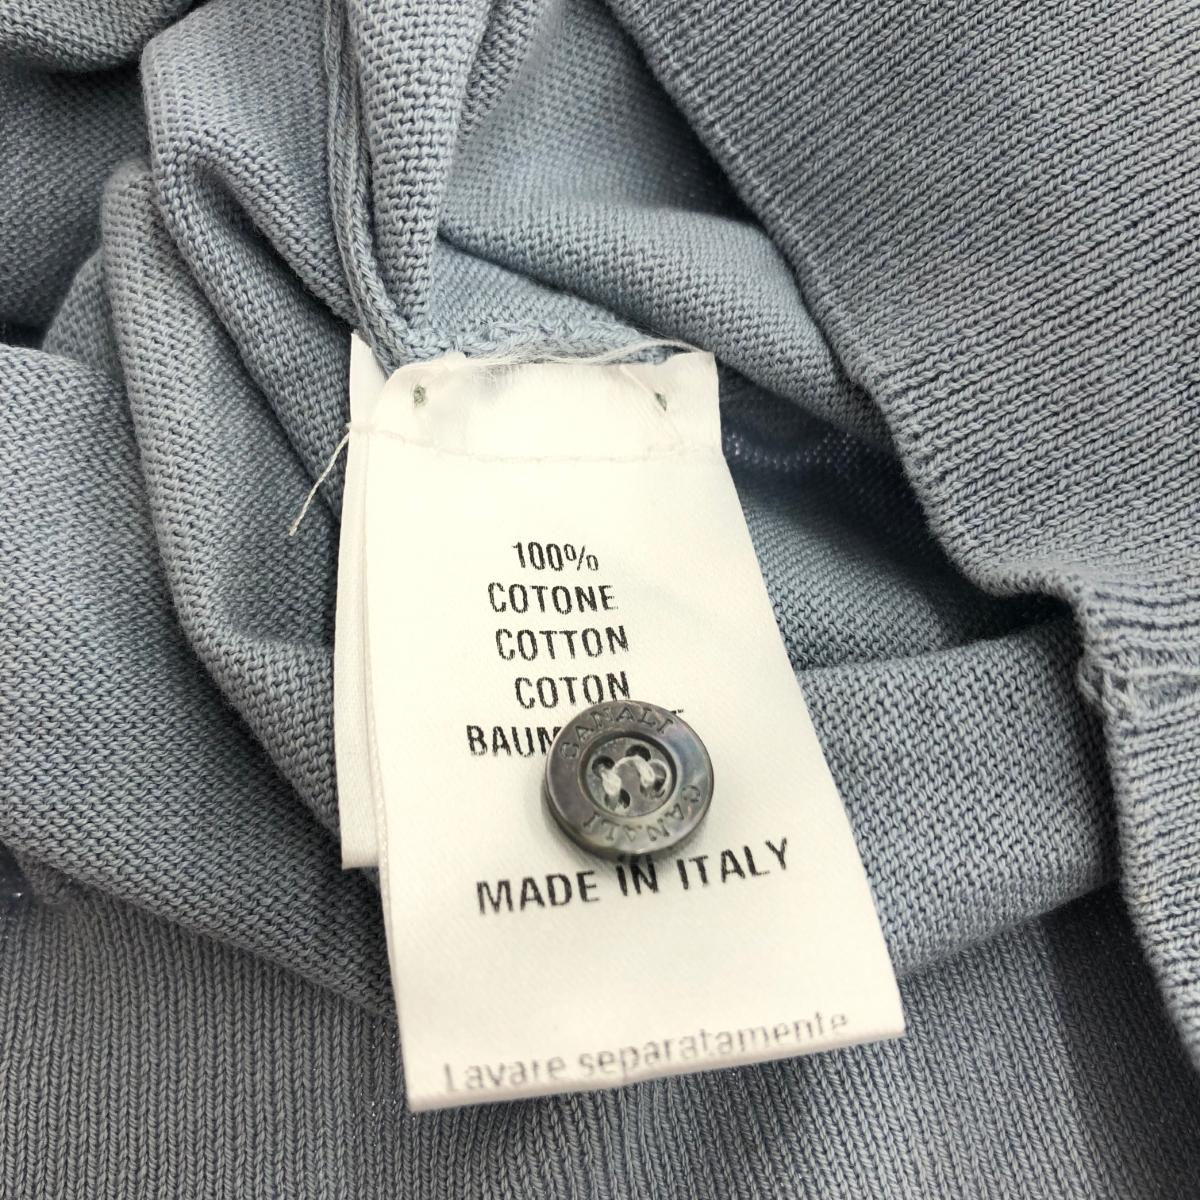 100%
COTONE
COTTON
COTON
CANALI
CANALI
MADE IN ITALY
Lavare separatamente